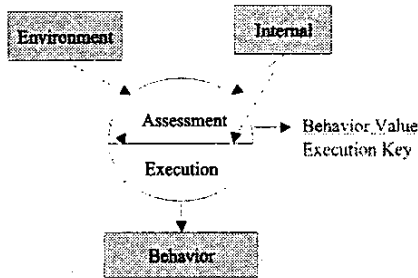 Environment
Internal
Assessment
Behavior Value
Execution Key
Execution
Behavior